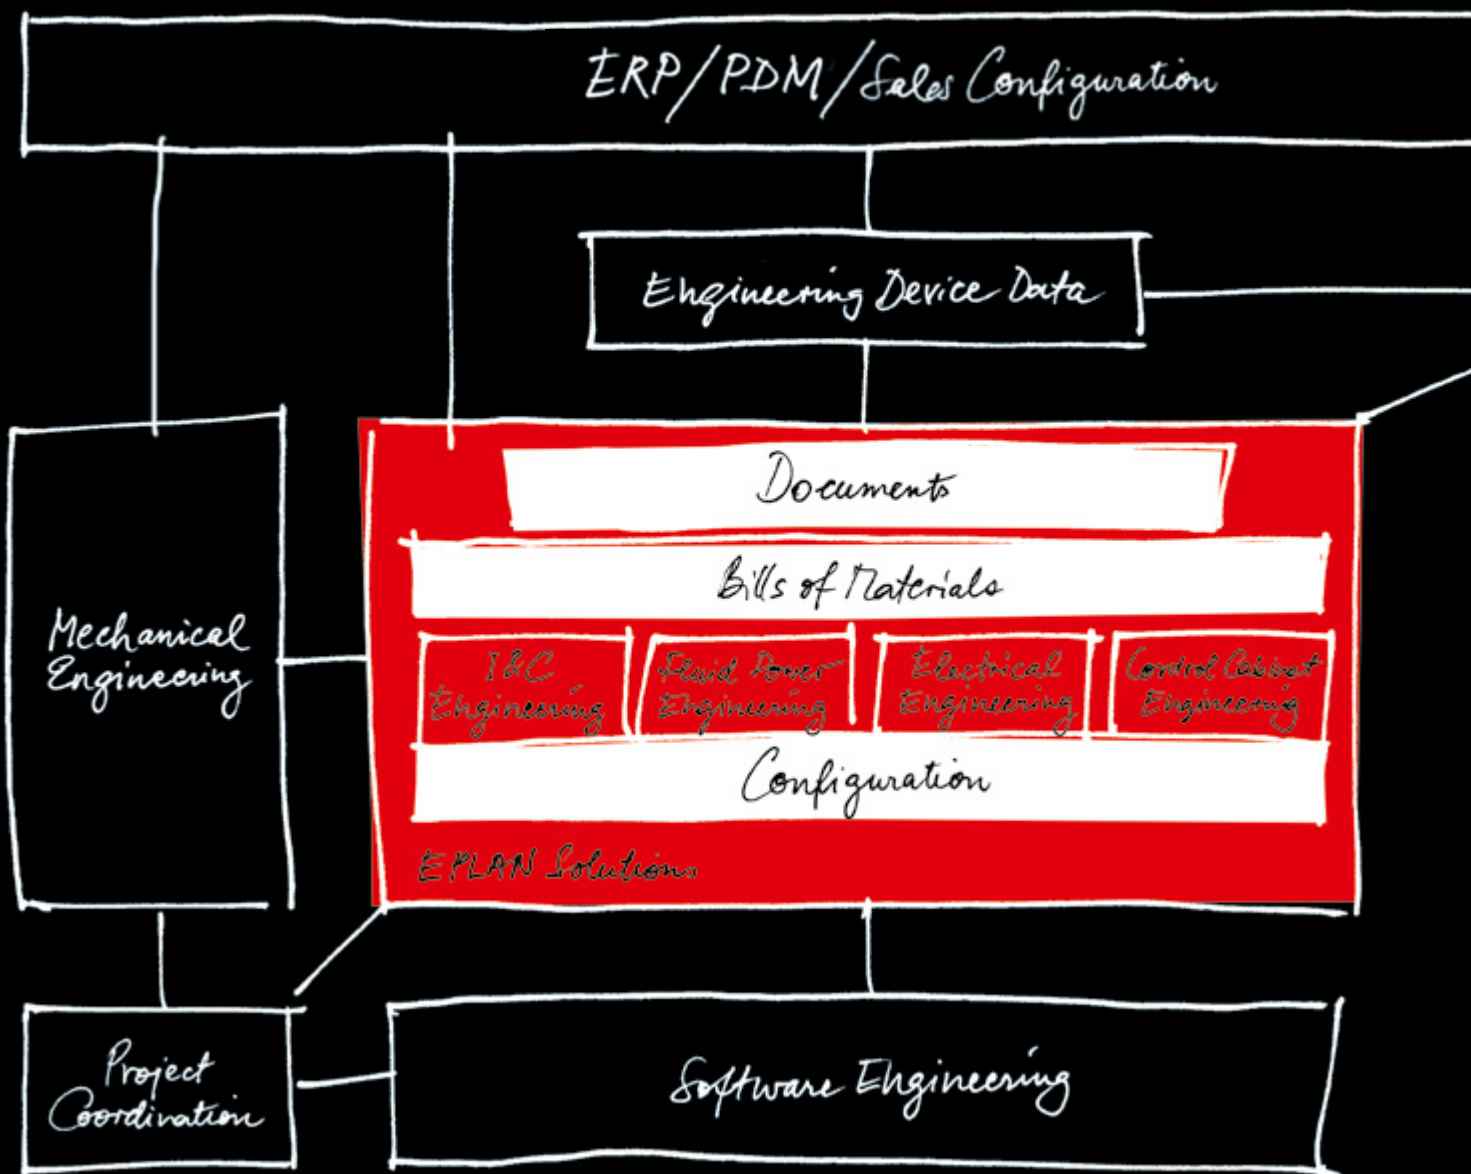 ERP/PDM/Sales Configuration
Engineering Device Data
Documents
Bills of Materials
Mechanical
Engineering
I&C
Engineering
Fluid Power
Engineering
Electrical
Engineering
Control Cabinet
Engineering
Configuration
EPLAN Solutions
Project
Coordination
Software Engineering